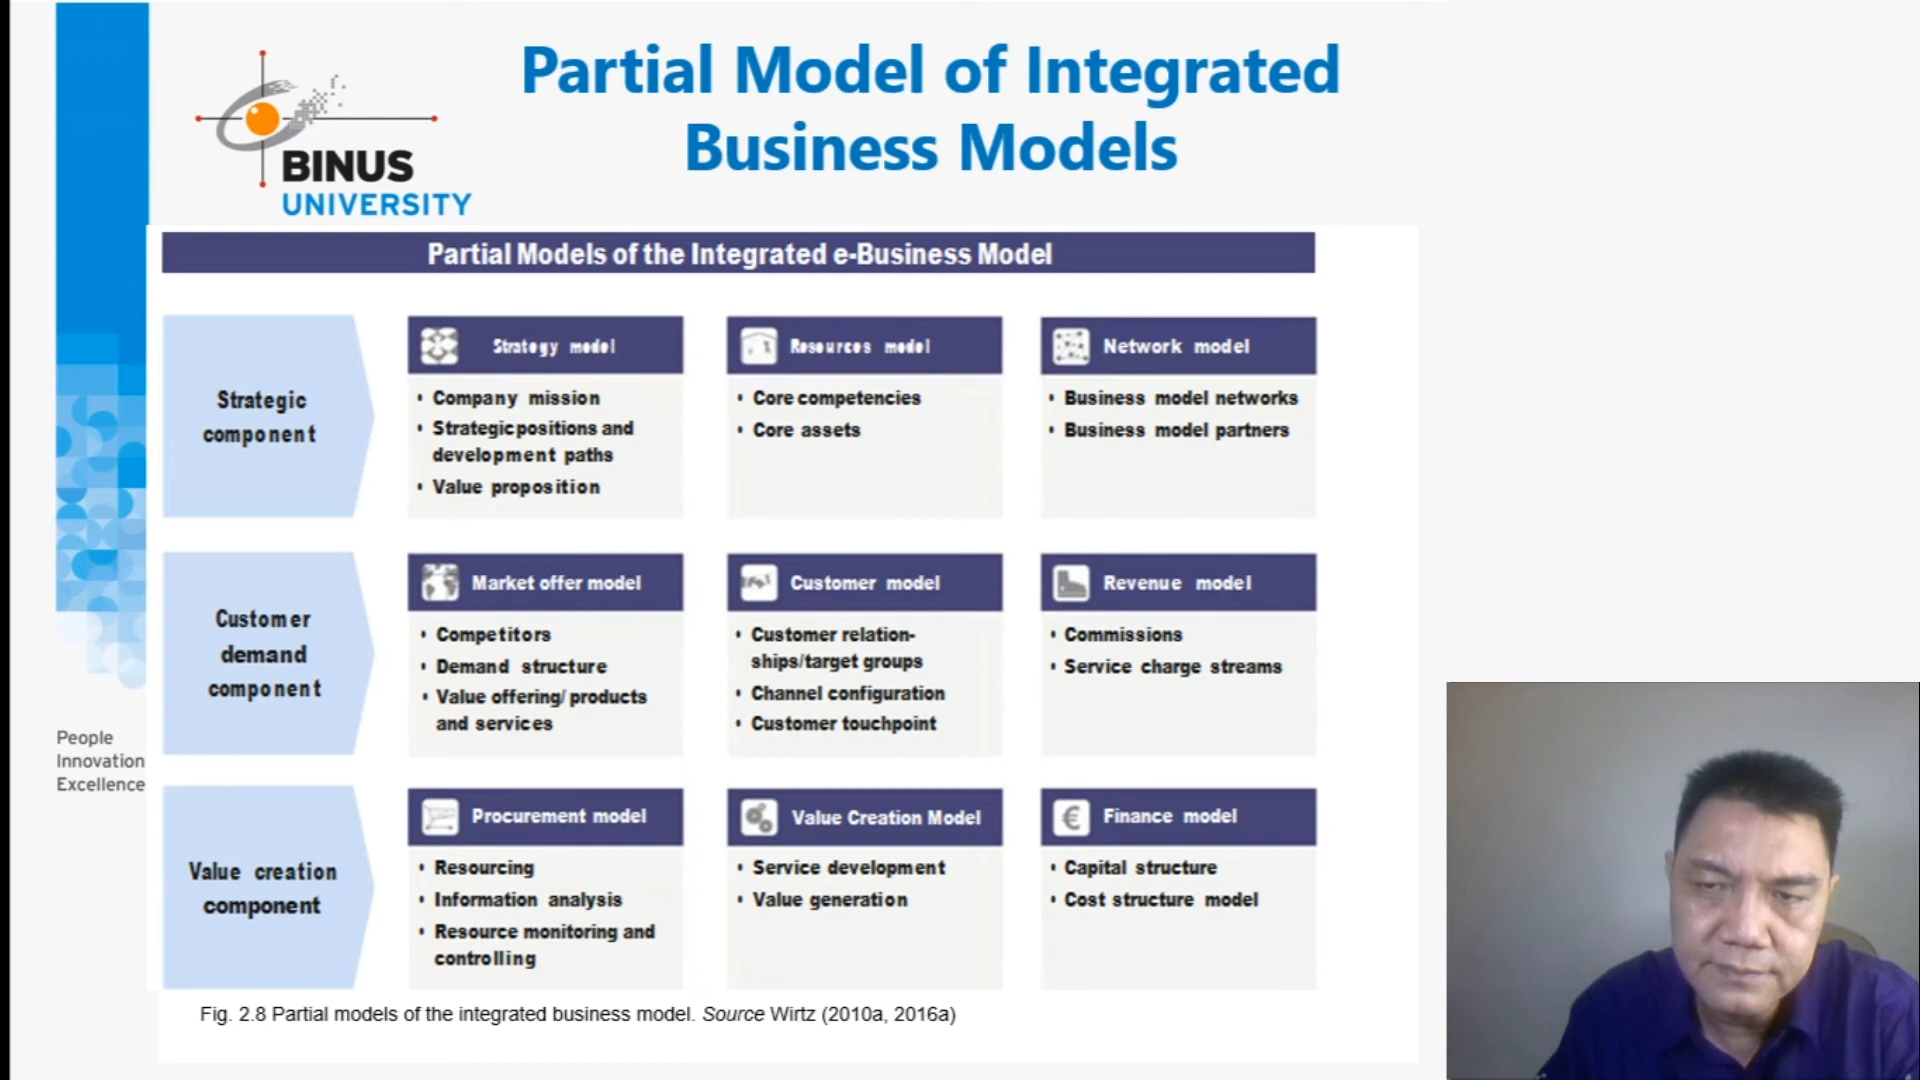 Partial Model of Integrated
Business Models
BINUS
UNIVERSITY
Partial Models of the Integrated e-Business Model
Strategic
component
Strategy model
• Company mission
• Strategic positions and
development paths
• Value proposition
Resources model
• Core competencies
• Core assets
Network model
• Business model networks
• Business model partners
Customer
demand
component
Market offer model
• Competitors
• Demand structure
• Value offering/products
and services
Customer model
• Customer relation-
ships/target groups
• Channel configuration
• Customer touchpoint
Revenue model
• Commissions
• Service charge streams
People
Innovation
Excellence
Value creation
component
Procurement model
• Resourcing
• Information analysis
• Resource monitoring and
controlling
Value Creation Model
• Service development
• Value generation
Finance model
• Capital structure
• Cost structure model
Fig. 2.8 Partial models of the integrated business model. Source Wirtz (2010a, 2016a)